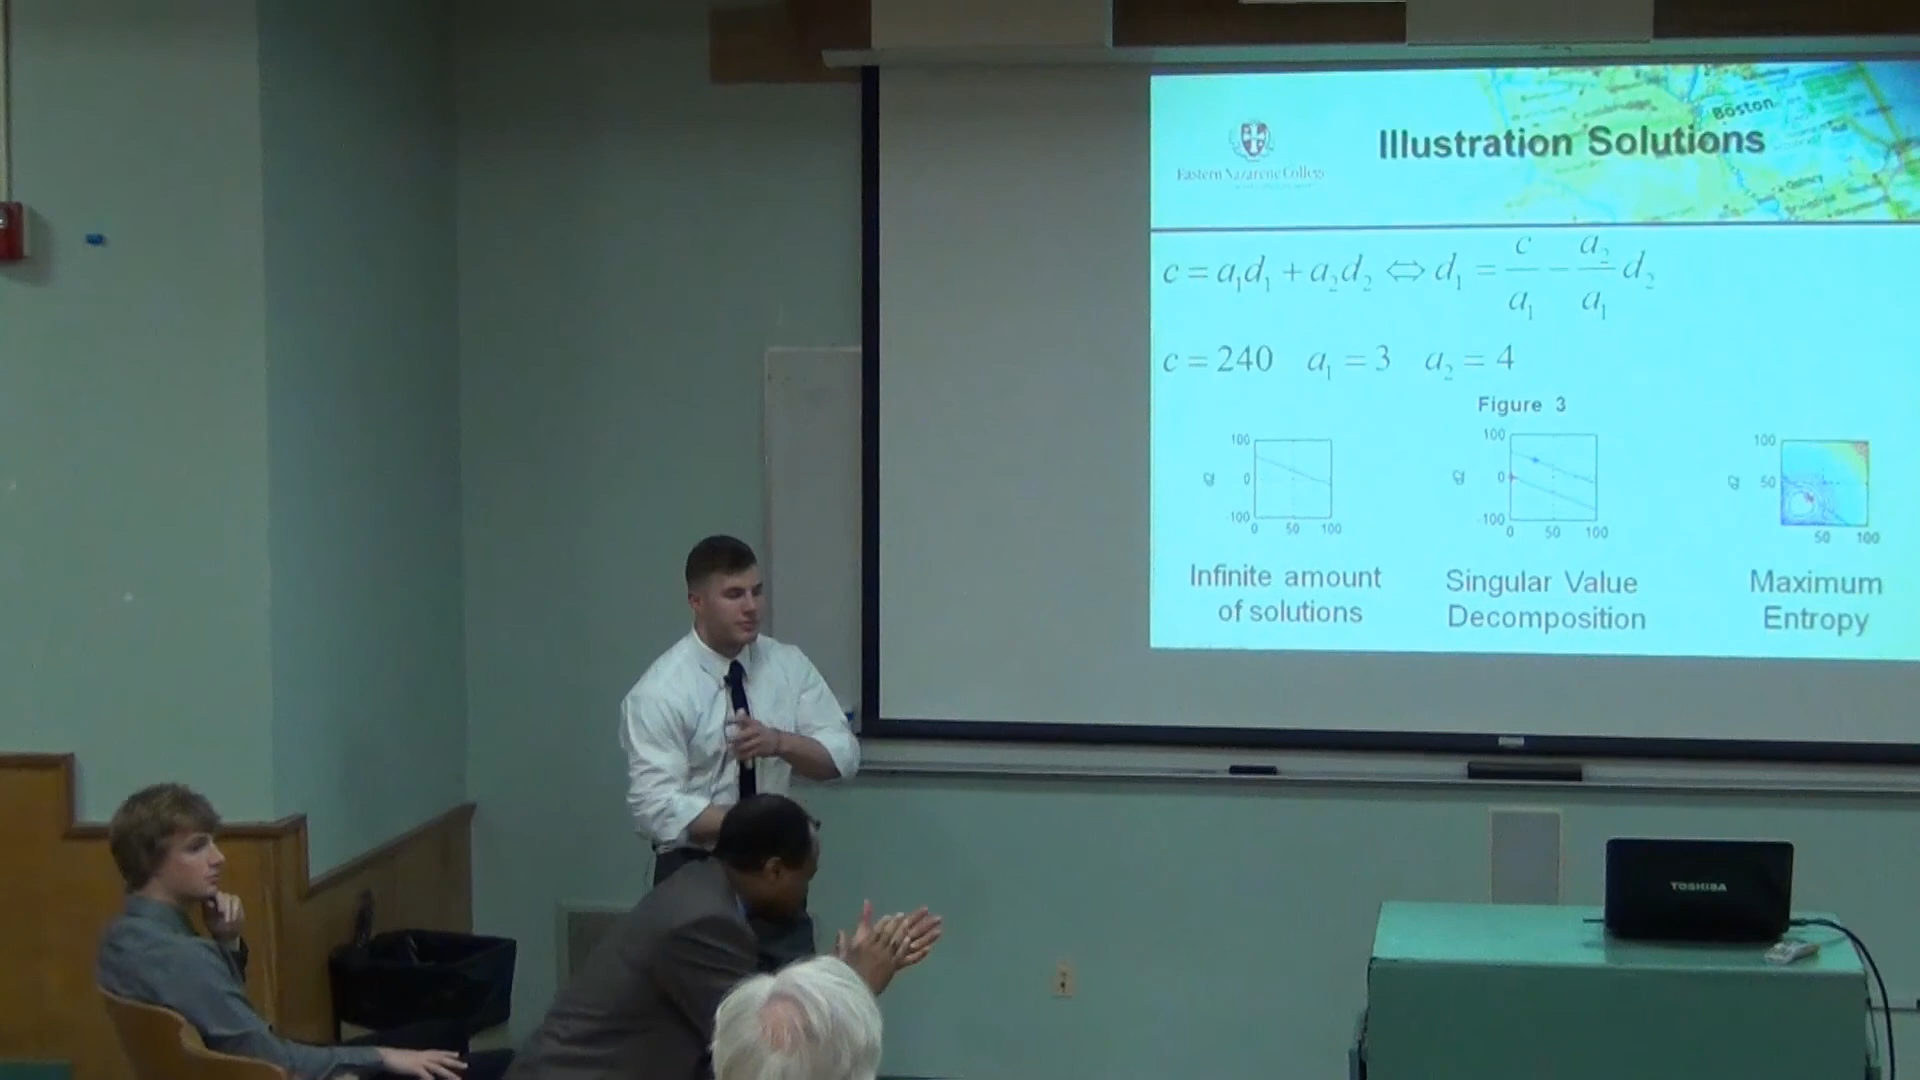 Boston
Illustration Solutions
Eastern Nazarene College
Quincy
c = a₁d₁ + a₂d₂ ⇔ d₁ = c/a₁ − a₂/a₁ d₂
c = 240 a₁ = 3 a₂ = 4
Figure 3
100
0
-100
0 50 100
100
0
-100
0 50 100
100
50
50 100
Infinite amount
of solutions
Singular Value
Decomposition
Maximum
Entropy
TOSHIBA